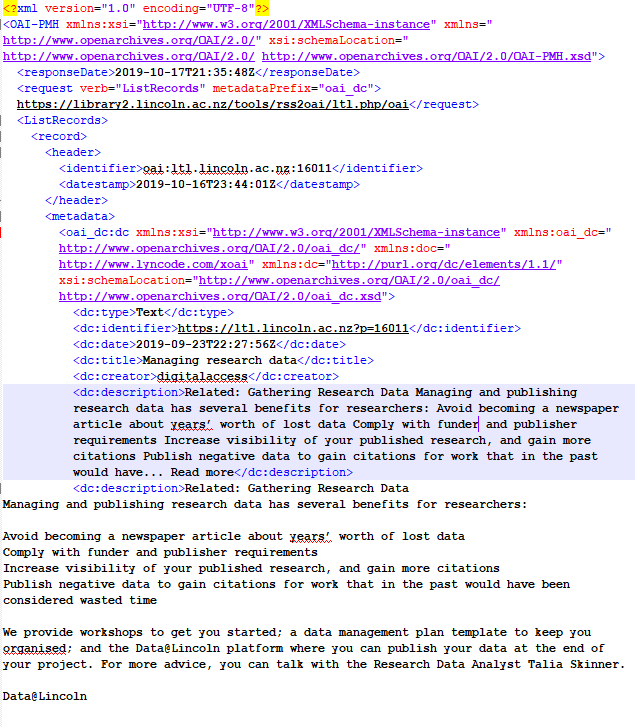 <?xml version="1.0" encoding="UTF-8"?>
<OAI-PMH xmlns:xsi="http://www.w3.org/2001/XMLSchema-instance" xmlns="
http://www.openarchives.org/OAI/2.0/" xsi:schemaLocation="
http://www.openarchives.org/OAI/2.0/ http://www.openarchives.org/OAI/2.0/OAI-PMH.xsd">
<responseDate>2019-10-17T21:35:48Z</responseDate>
<request verb="ListRecords" metadataPrefix="oai_dc">
https://library2.lincoln.ac.nz/tools/rss2oai/ltl.php/oai</request>
<ListRecords>
<record>
<header>
<identifier>oai:ltl.lincoln.ac.nz:16011</identifier>
<datestamp>2019-10-16T23:44:01Z</datestamp>
</header>
<metadata>
<oai_dc:dc xmlns:xsi="http://www.w3.org/2001/XMLSchema-instance" xmlns:oai_dc="
http://www.openarchives.org/OAI/2.0/oai_dc/" xmlns:doc="
http://www.lyncode.com/xoai" xmlns:dc="http://purl.org/dc/elements/1.1/"
xsi:schemaLocation="http://www.openarchives.org/OAI/2.0/oai_dc/
http://www.openarchives.org/OAI/2.0/oai_dc.xsd">
<dc:type>Text</dc:type>
<dc:identifier>https://ltl.lincoln.ac.nz?p=16011</dc:identifier>
<dc:date>2019-09-23T22:27:56Z</dc:date>
<dc:title>Managing research data</dc:title>
<dc:creator>digitalaccess</dc:creator>
<dc:description>Related: Gathering Research Data Managing and publishing
research data has several benefits for researchers: Avoid becoming a newspaper
article about years’ worth of lost data Comply with funder and publisher
requirements Increase visibility of your published research, and gain more
citations Publish negative data to gain citations for work that in the past
would have... Read more</dc:description>
<dc:description>Related: Gathering Research Data
Managing and publishing research data has several benefits for researchers:
Avoid becoming a newspaper article about years’ worth of lost data
Comply with funder and publisher requirements
Increase visibility of your published research, and gain more citations
Publish negative data to gain citations for work that in the past would have been
considered wasted time
We provide workshops to get you started; a data management plan template to keep you
organised; and the Data@Lincoln platform where you can publish your data at the end of
your project. For more advice, you can talk with the Research Data Analyst Talia Skinner.
Data@Lincoln